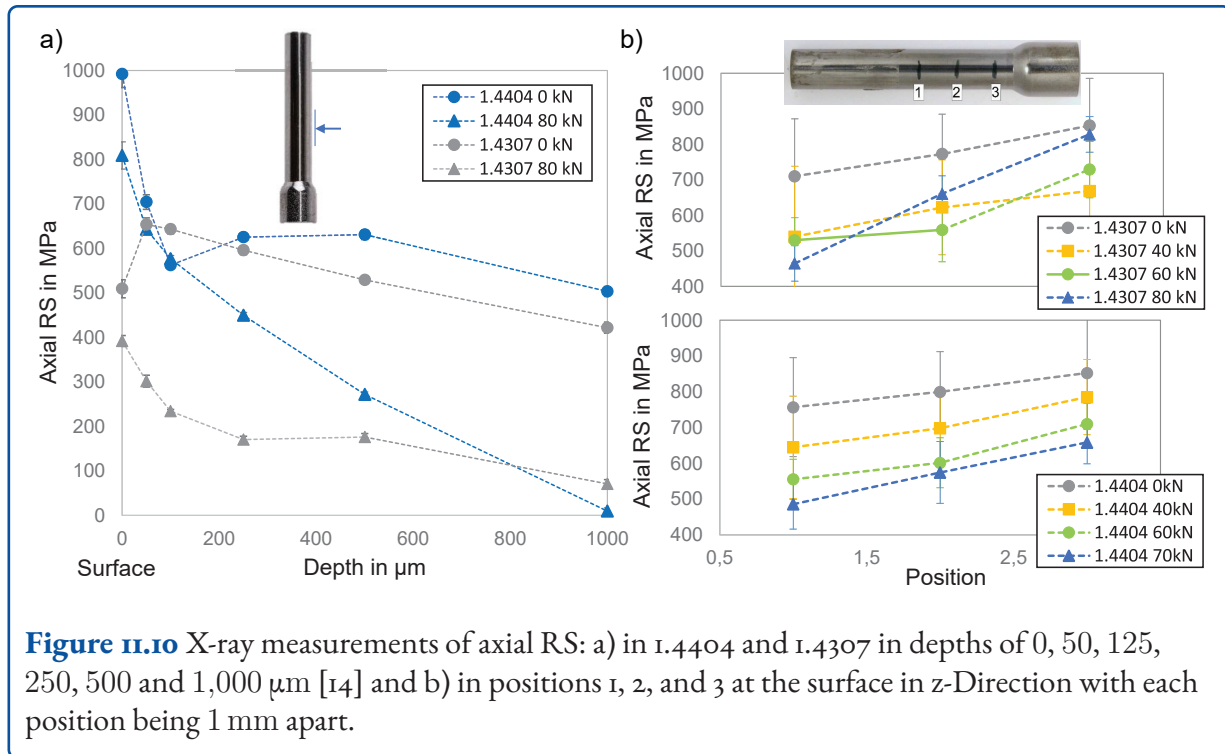 a)
1000
900
800
700
600
500
400
300
200
100
0
Axial RS in MPa
0
200
400
600
800
1000
Surface
Depth in µm
1.4404 0 kN
1.4404 80 kN
1.4307 0 kN
1.4307 80 kN
b)
1
2
3
1000
900
800
700
600
500
400
Axial RS in MPa
1.4307 0 kN
1.4307 40 kN
1.4307 60 kN
1.4307 80 kN
1000
900
800
700
600
500
400
Axial RS in MPa
0,5
1,5
2,5
Position
1.4404 0kN
1.4404 40kN
1.4404 60kN
1.4404 70kN
Figure 11.10 X-ray measurements of axial RS: a) in 1.4404 and 1.4307 in depths of 0, 50, 125,
250, 500 and 1,000 µm [14] and b) in positions 1, 2, and 3 at the surface in z-Direction with each
position being 1 mm apart.